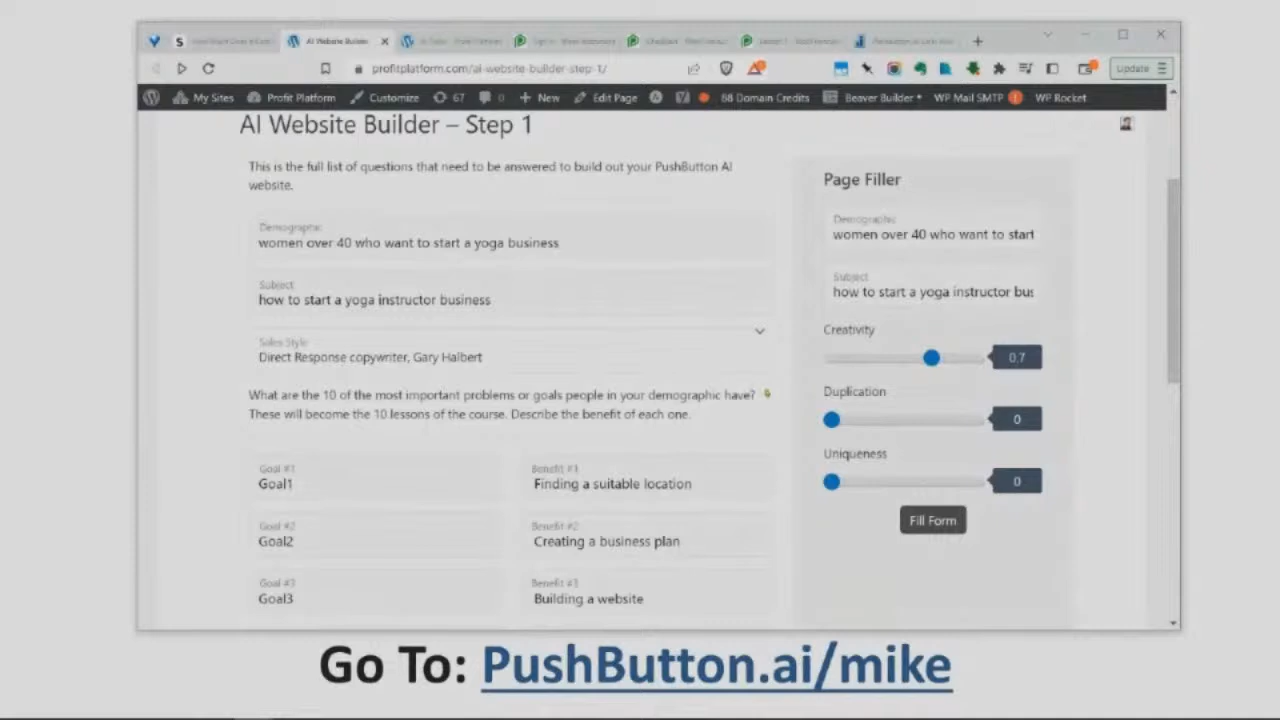 AI Website Builder
profitplatform.com/ai-website-builder-step-1/
Update
My Sites Profit Platform Customize 67 0 New Edit Page 68 Domain Credits Beaver Builder WP Mail SMTP 1 WP Rocket
AI Website Builder – Step 1
This is the full list of questions that need to be answered to build out your PushButton AI
website.
Demographic
women over 40 who want to start a yoga business
Subject
how to start a yoga instructor business
Sales Style
Direct Response copywriter, Gary Halbert
What are the 10 of the most important problems or goals people in your demographic have?
These will become the 10 lessons of the course. Describe the benefit of each one.
Goal #1
Goal1
Benefit #1
Finding a suitable location
Goal #2
Goal2
Benefit #2
Creating a business plan
Goal #3
Goal3
Benefit #3
Building a website
Page Filler
Demographic
women over 40 who want to start
Subject
how to start a yoga instructor bus
Creativity
0.7
Duplication
0
Uniqueness
0
Fill Form
Go To: PushButton.ai/mike